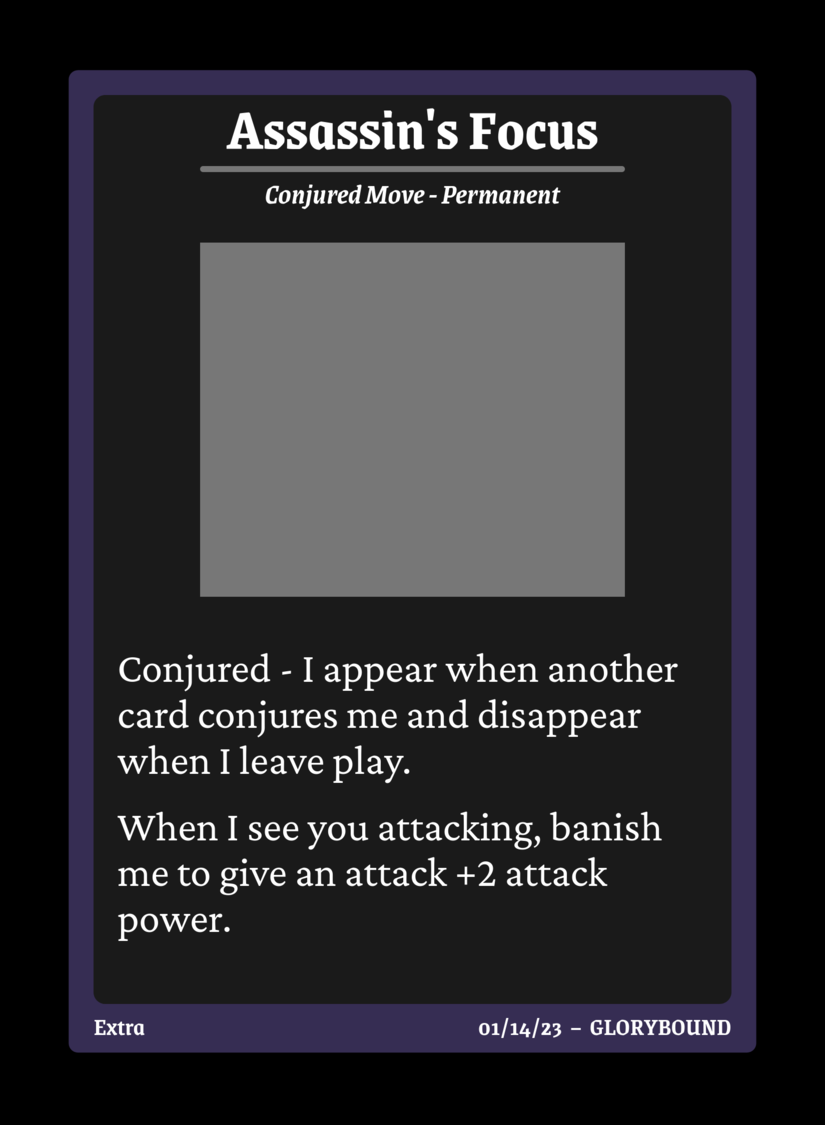 Assassin's Focus
Conjured Move - Permanent
Conjured - I appear when another
card conjures me and disappear
when I leave play.
When I see you attacking, banish
me to give an attack +2 attack
power.
Extra
01/14/23 – GLORYBOUND